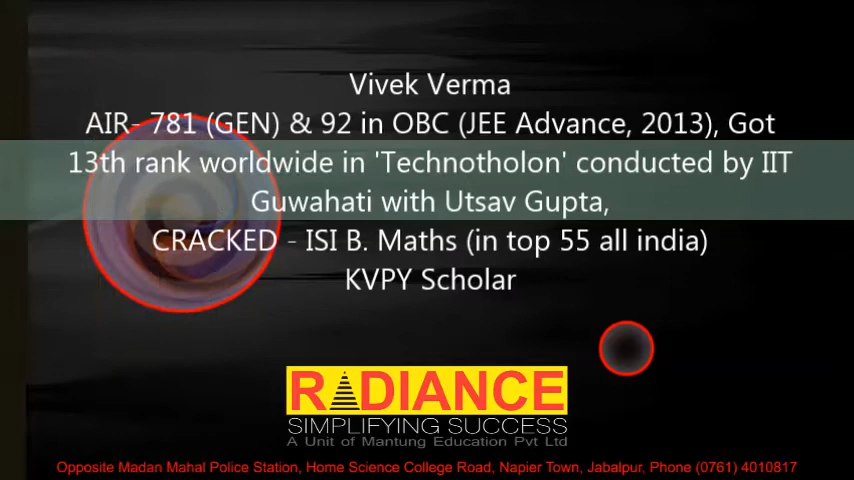 Vivek Verma
AIR- 781 (GEN) & 92 in OBC (JEE Advance, 2013), Got
13th rank worldwide in 'Technotholon' conducted by IIT
Guwahati with Utsav Gupta,
CRACKED - ISI B. Maths (in top 55 all india)
KVPY Scholar
RADIANCE
SIMPLIFYING SUCCESS
A Unit of Mantung Education Pvt Ltd
Opposite Madan Mahal Police Station, Home Science College Road, Napier Town, Jabalpur, Phone (0761) 4010817